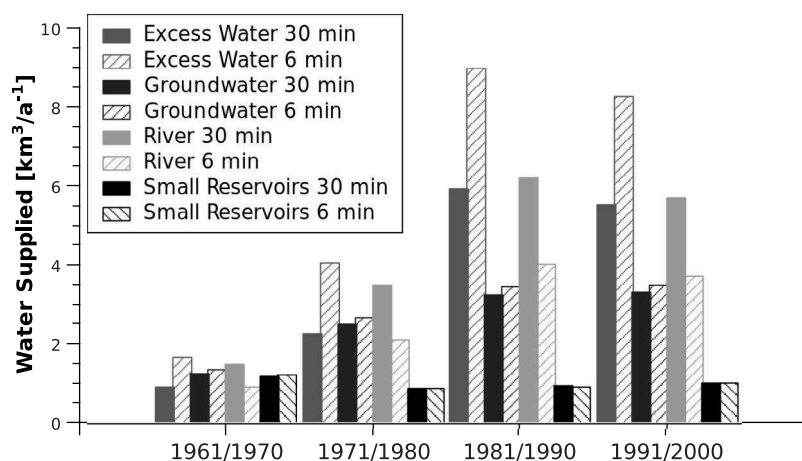 10
8
6
4
2
0
Water Supplied [km³/a⁻¹]
Excess Water 30 min
Excess Water 6 min
Groundwater 30 min
Groundwater 6 min
River 30 min
River 6 min
Small Reservoirs 30 min
Small Reservoirs 6 min
1961/1970 1971/1980 1981/1990 1991/2000